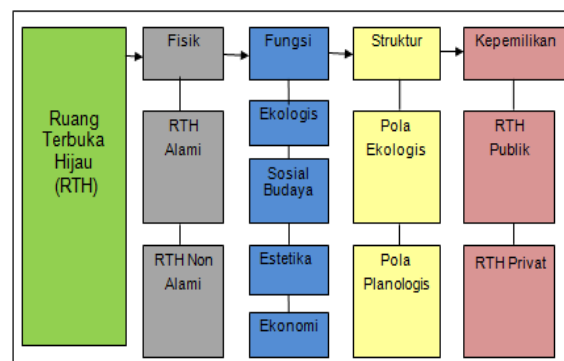 Ruang
Terbuka
Hijau
(RTH)
Fisik
RTH
Alami
RTH Non
Alami
Fungsi
Ekologis
Sosial
Budaya
Estetika
Ekonomi
Struktur
Pola
Ekologis
Pola
Planologis
Kepemilikan
RTH
Publik
RTH Privat